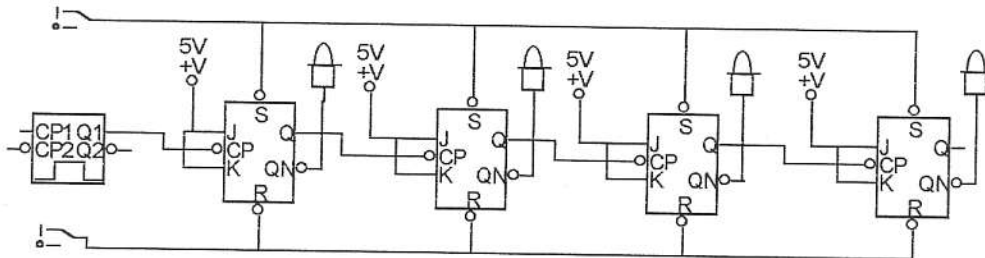 5V
+V
5V
+V
5V
+V
5V
+V
CP1 Q1
CP2 Q2
S
J Q
CP
K QN
R
S
J Q
CP
K QN
R
S
J Q
CP
K QN
R
S
J Q
CP
K QN
R